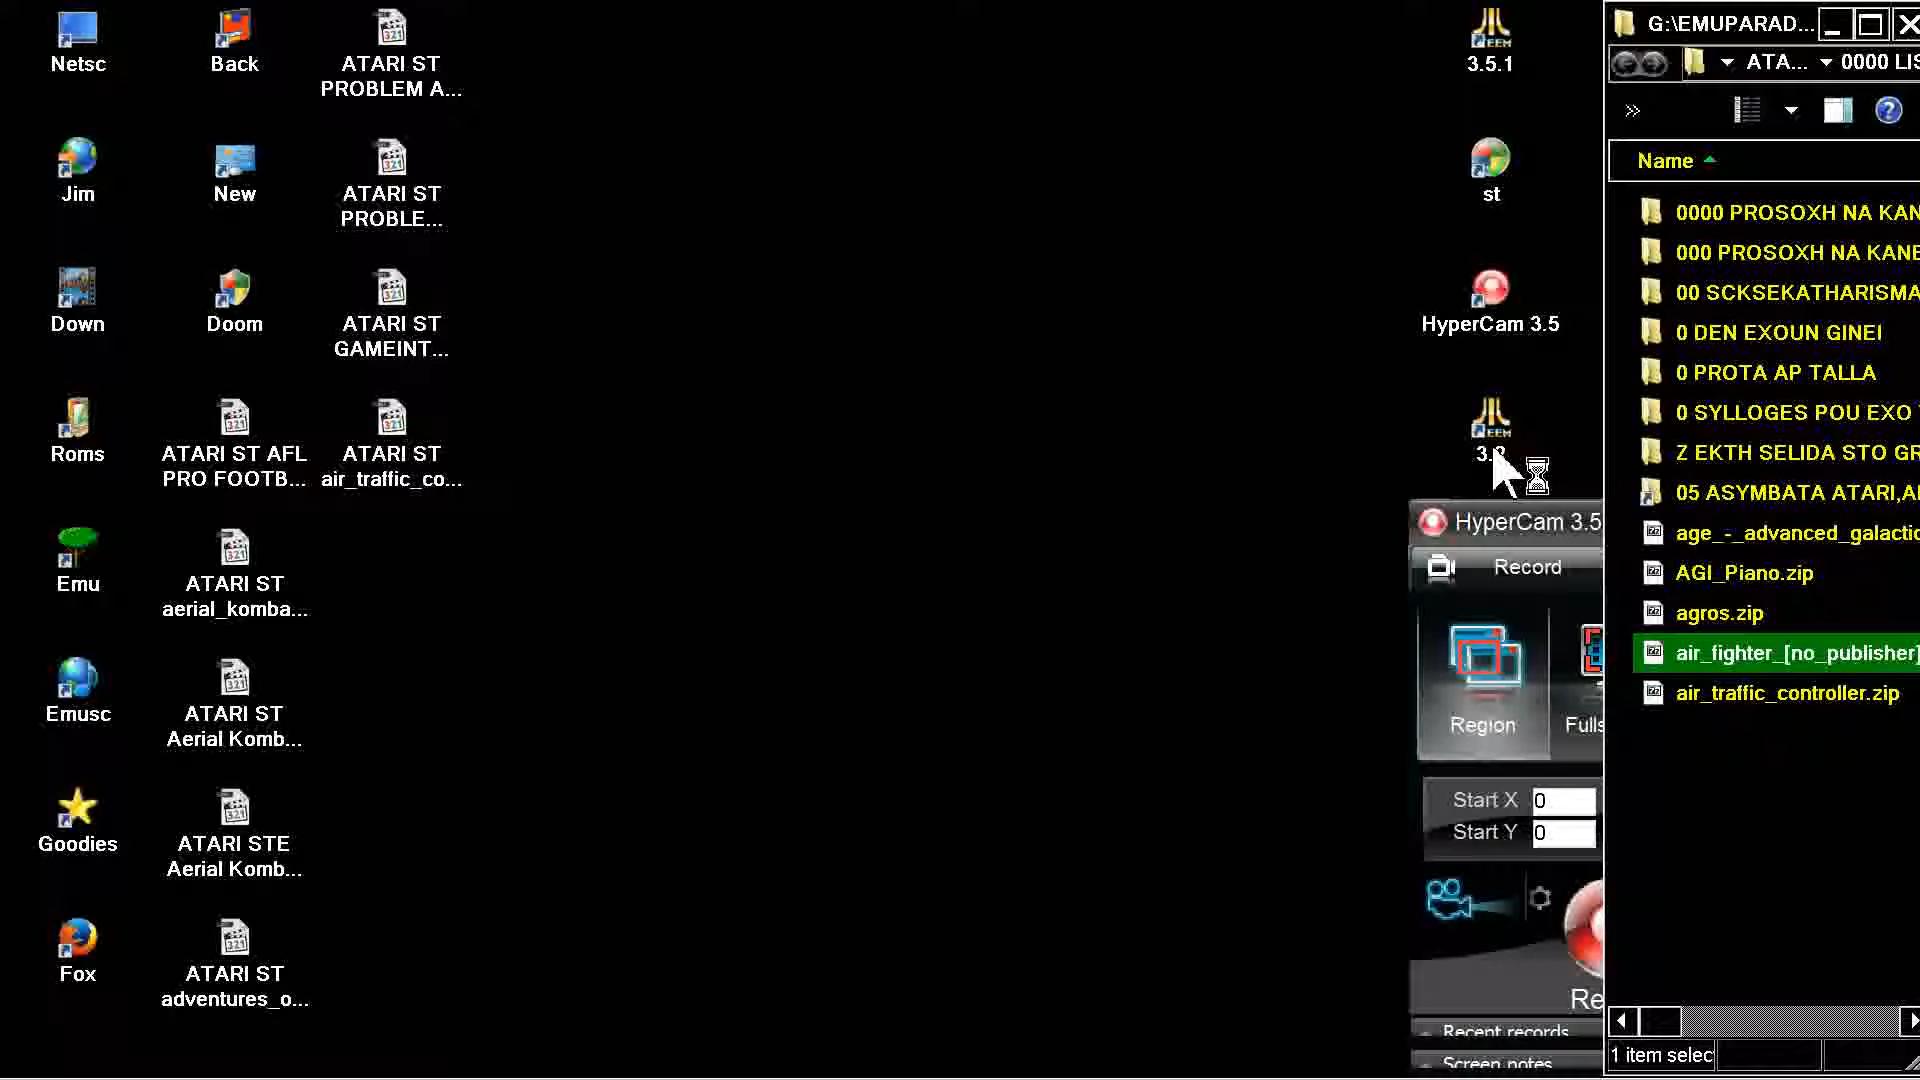 Netsc
Back
ATARI ST
PROBLEM A...
Jim
New
ATARI ST
PROBLE...
Down
Doom
ATARI ST
GAMEINT...
Roms
ATARI ST AFL
PRO FOOTB...
ATARI ST
air_traffic_co...
Emu
ATARI ST
aerial_komba...
Emusc
ATARI ST
Aerial Komb...
Goodies
ATARI STE
Aerial Komb...
Fox
ATARI ST
adventures_o...
EEM
3.5.1
st
HyperCam 3.5
EEM
HyperCam 3.5
Record
Region
Fulls
Start X 0
Start Y 0
Re
Recent records
Screen notes
G:\EMUPARAD...
ATA... 0000 LIS
Name
0000 PROSOXH NA KAN
000 PROSOXH NA KANE
00 SCKSEKATHARISMA
0 DEN EXOUN GINEI
0 PROTA AP TALLA
0 SYLLOGES POU EXO
Z EKTH SELIDA STO GR
05 ASYMBATA ATARI,A
age_-_advanced_galactic
AGI_Piano.zip
agros.zip
air_fighter_[no_publisher]
air_traffic_controller.zip
1 item selec